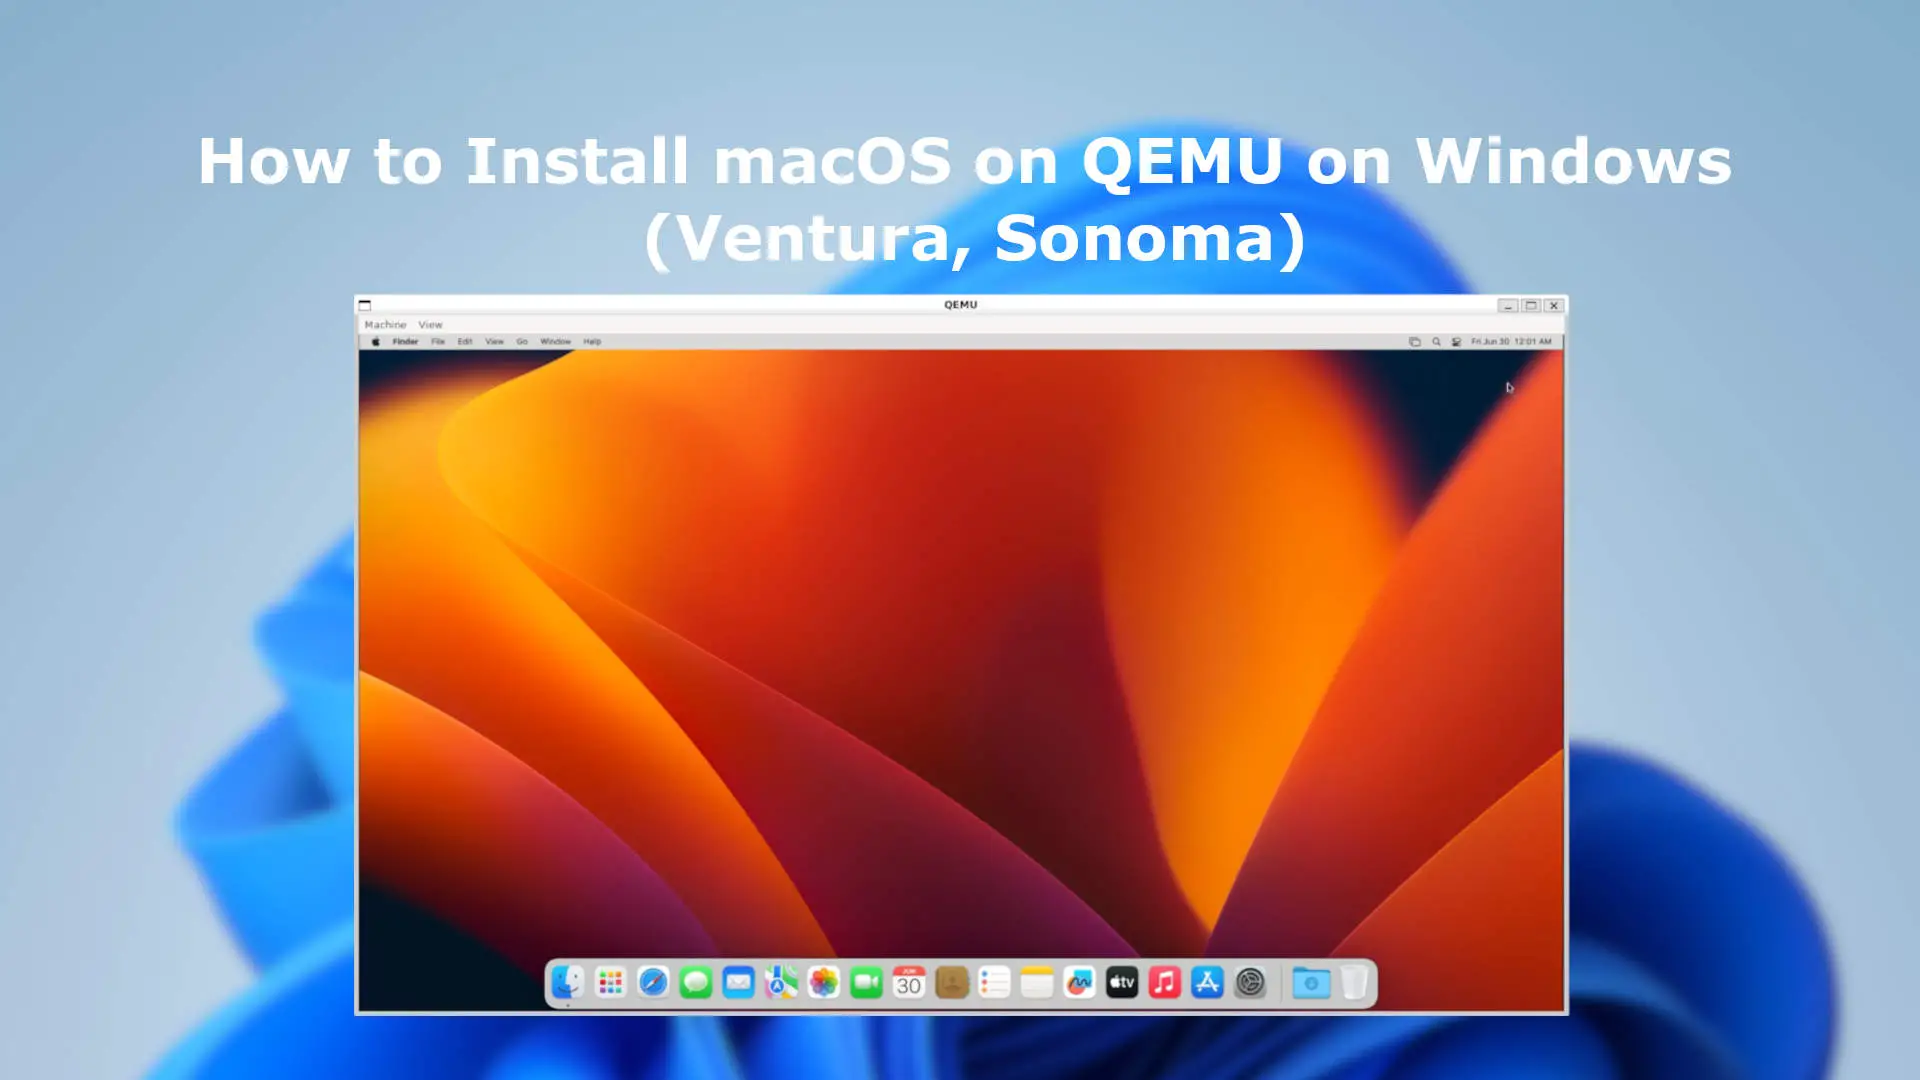 How to Install macOS on QEMU on Windows
(Ventura, Sonoma)
QEMU
Machine View
Finder File Edit View Go Window Help Fri Jun 30 12:01 AM
JUN
30
tv